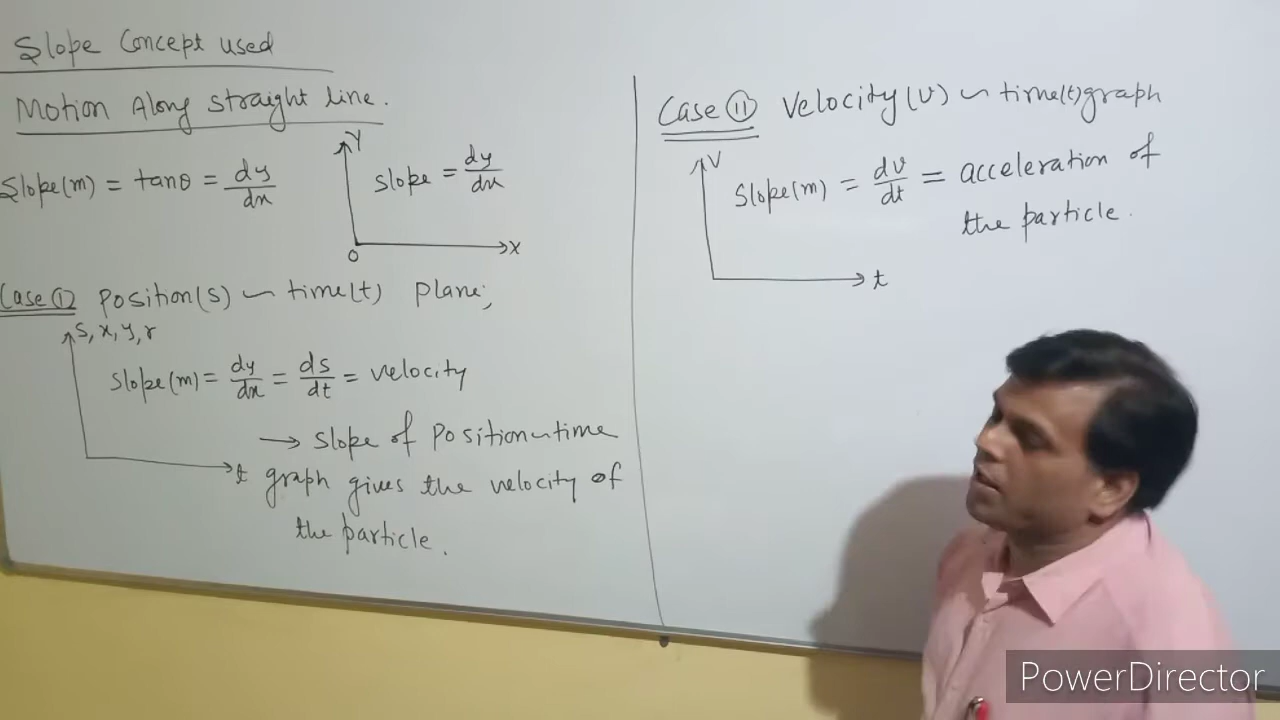 Slope Concept used
Motion Along straight line.
Slope(m) = tanθ = dy/dx
Y
Slope = dy/dx
O
X
Case (I) Position(s) ~ time(t) plane;
s, x, y, r
Slope(m) = dy/dx = ds/dt = velocity
→ Slope of Position~time
t
graph gives the velocity of
the particle.
Case (II) Velocity(v) ~ time(t) graph
V
Slope(m) = dv/dt = acceleration of
the particle.
t
PowerDirector